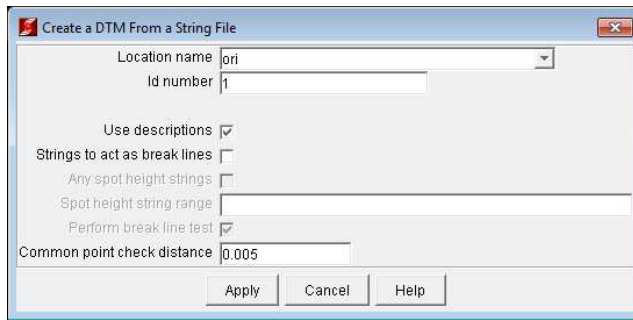 Create a DTM From a String File
Location name ori
Id number 1
Use descriptions
Strings to act as break lines
Any spot height strings
Spot height string range
Perform break line test
Common point check distance 0.005
Apply Cancel Help